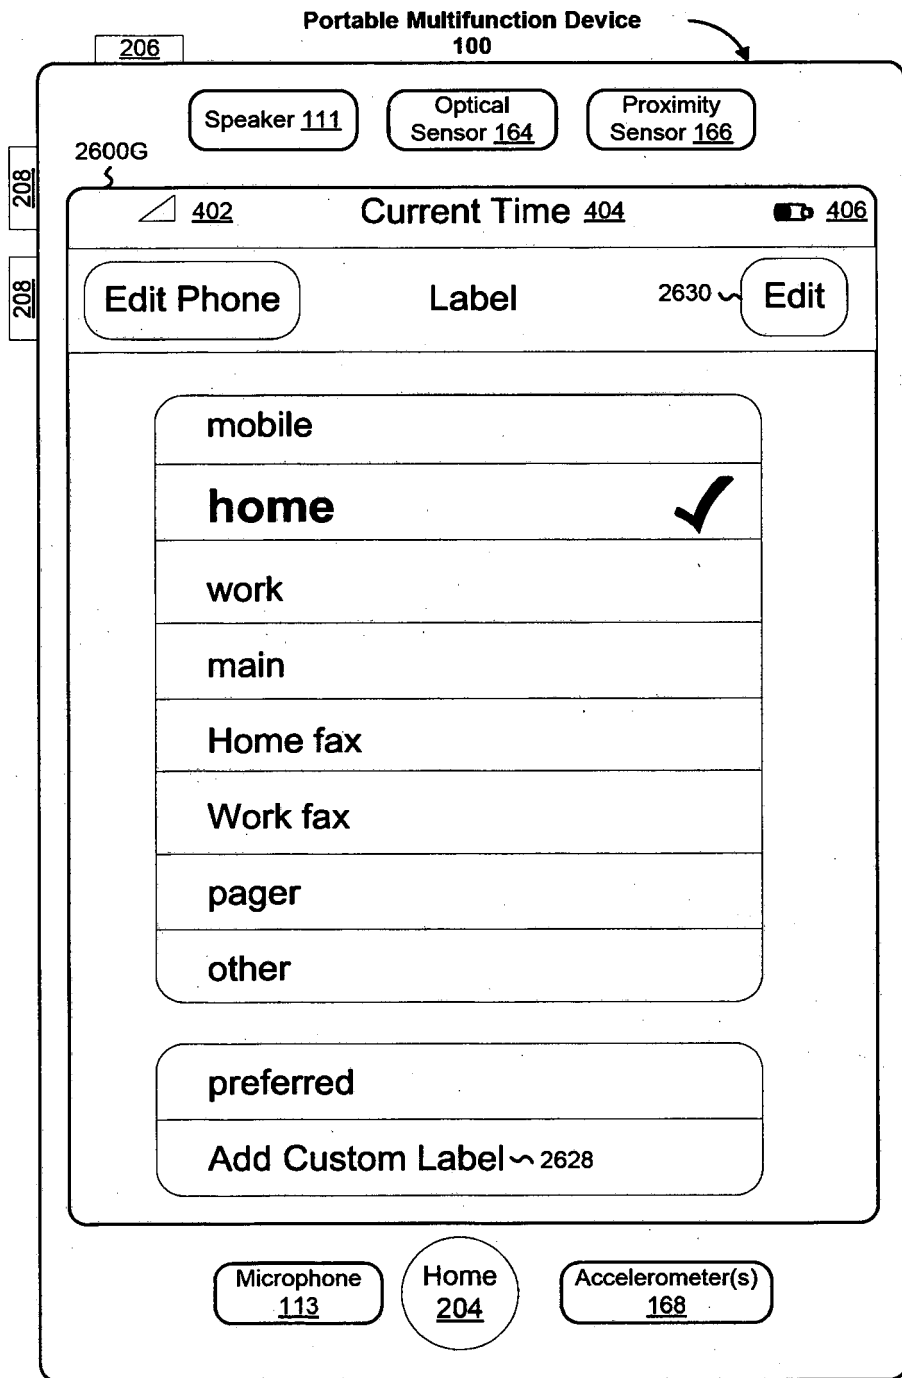 Portable Multifunction Device
100
206
Speaker 111
Optical
Sensor 164
Proximity
Sensor 166
2600G
208
208
402
Current Time 404
406
Edit Phone
Label
2630
Edit
mobile
home
work
main
Home fax
Work fax
pager
other
preferred
Add Custom Label
2628
Microphone
113
Home
204
Accelerometer(s)
168